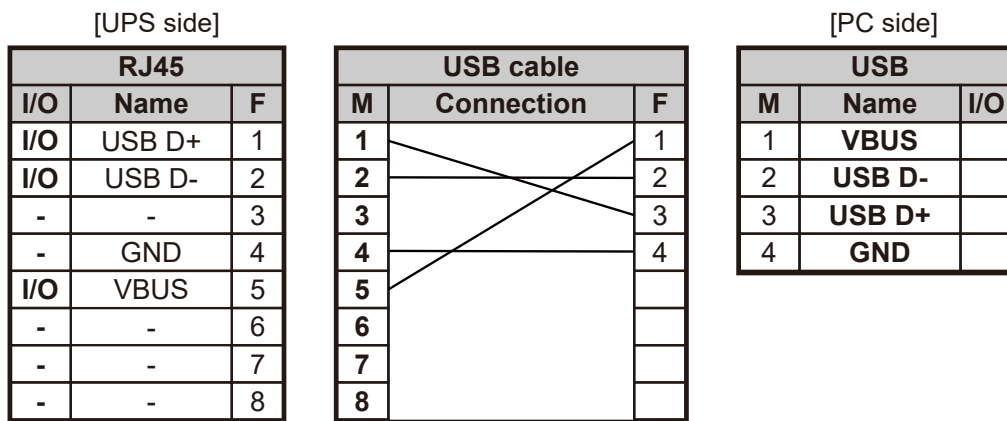 [UPS side] [PC side]
RJ45 USB cable USB
I/O Name F M Connection F M Name I/O
I/O USB D+ 1 1 1 1 VBUS
I/O USB D- 2 2 2 2 USB D-
- - 3 3 3 3 USB D+
- GND 4 4 4 4 GND
I/O VBUS 5 5
- - 6 6
- - 7 7
- - 8 8